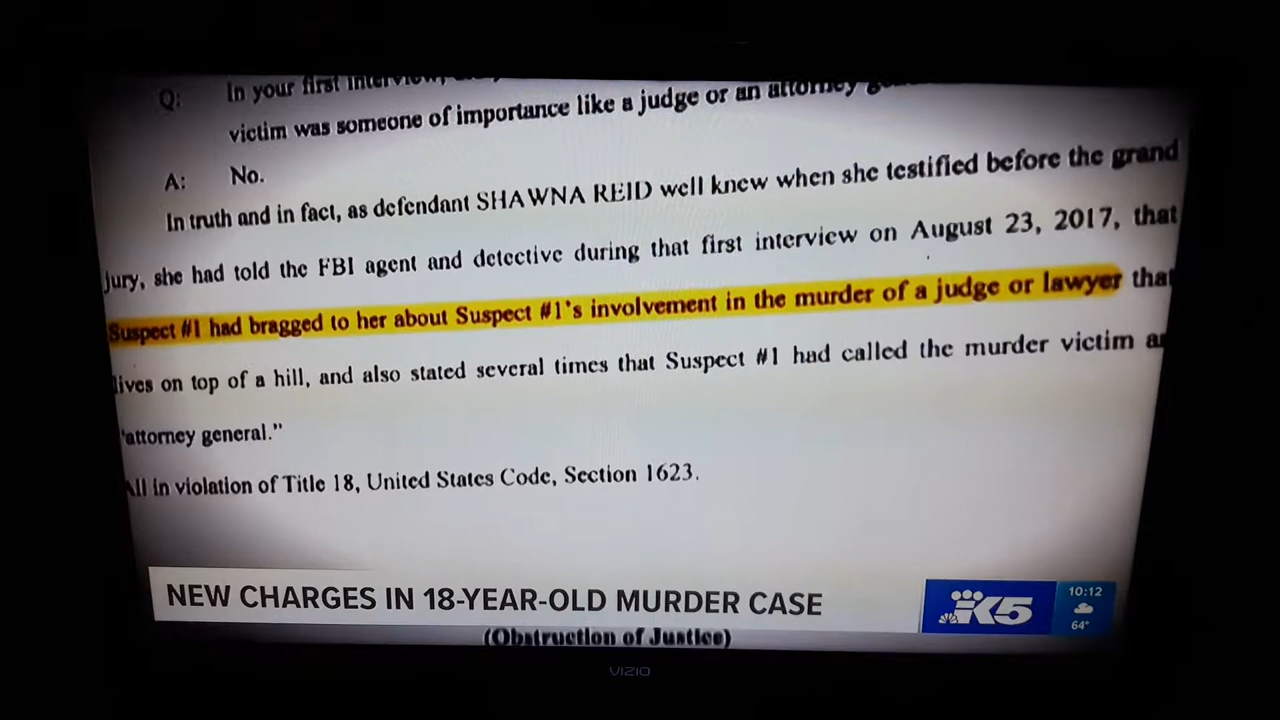 Q: In your first interview,
victim was someone of importance like a judge or an attorney
A: No.
In truth and in fact, as defendant SHAWNA REID well knew when she testified before the grand
jury, she had told the FBI agent and detective during that first interview on August 23, 2017, that
Suspect #1 had bragged to her about Suspect #1's involvement in the murder of a judge or lawyer that
lives on top of a hill, and also stated several times that Suspect #1 had called the murder victim
"attorney general."
All in violation of Title 18, United States Code, Section 1623.
NEW CHARGES IN 18-YEAR-OLD MURDER CASE
K5
10:12
64°
(Obstruction of Justice)
VIZIO